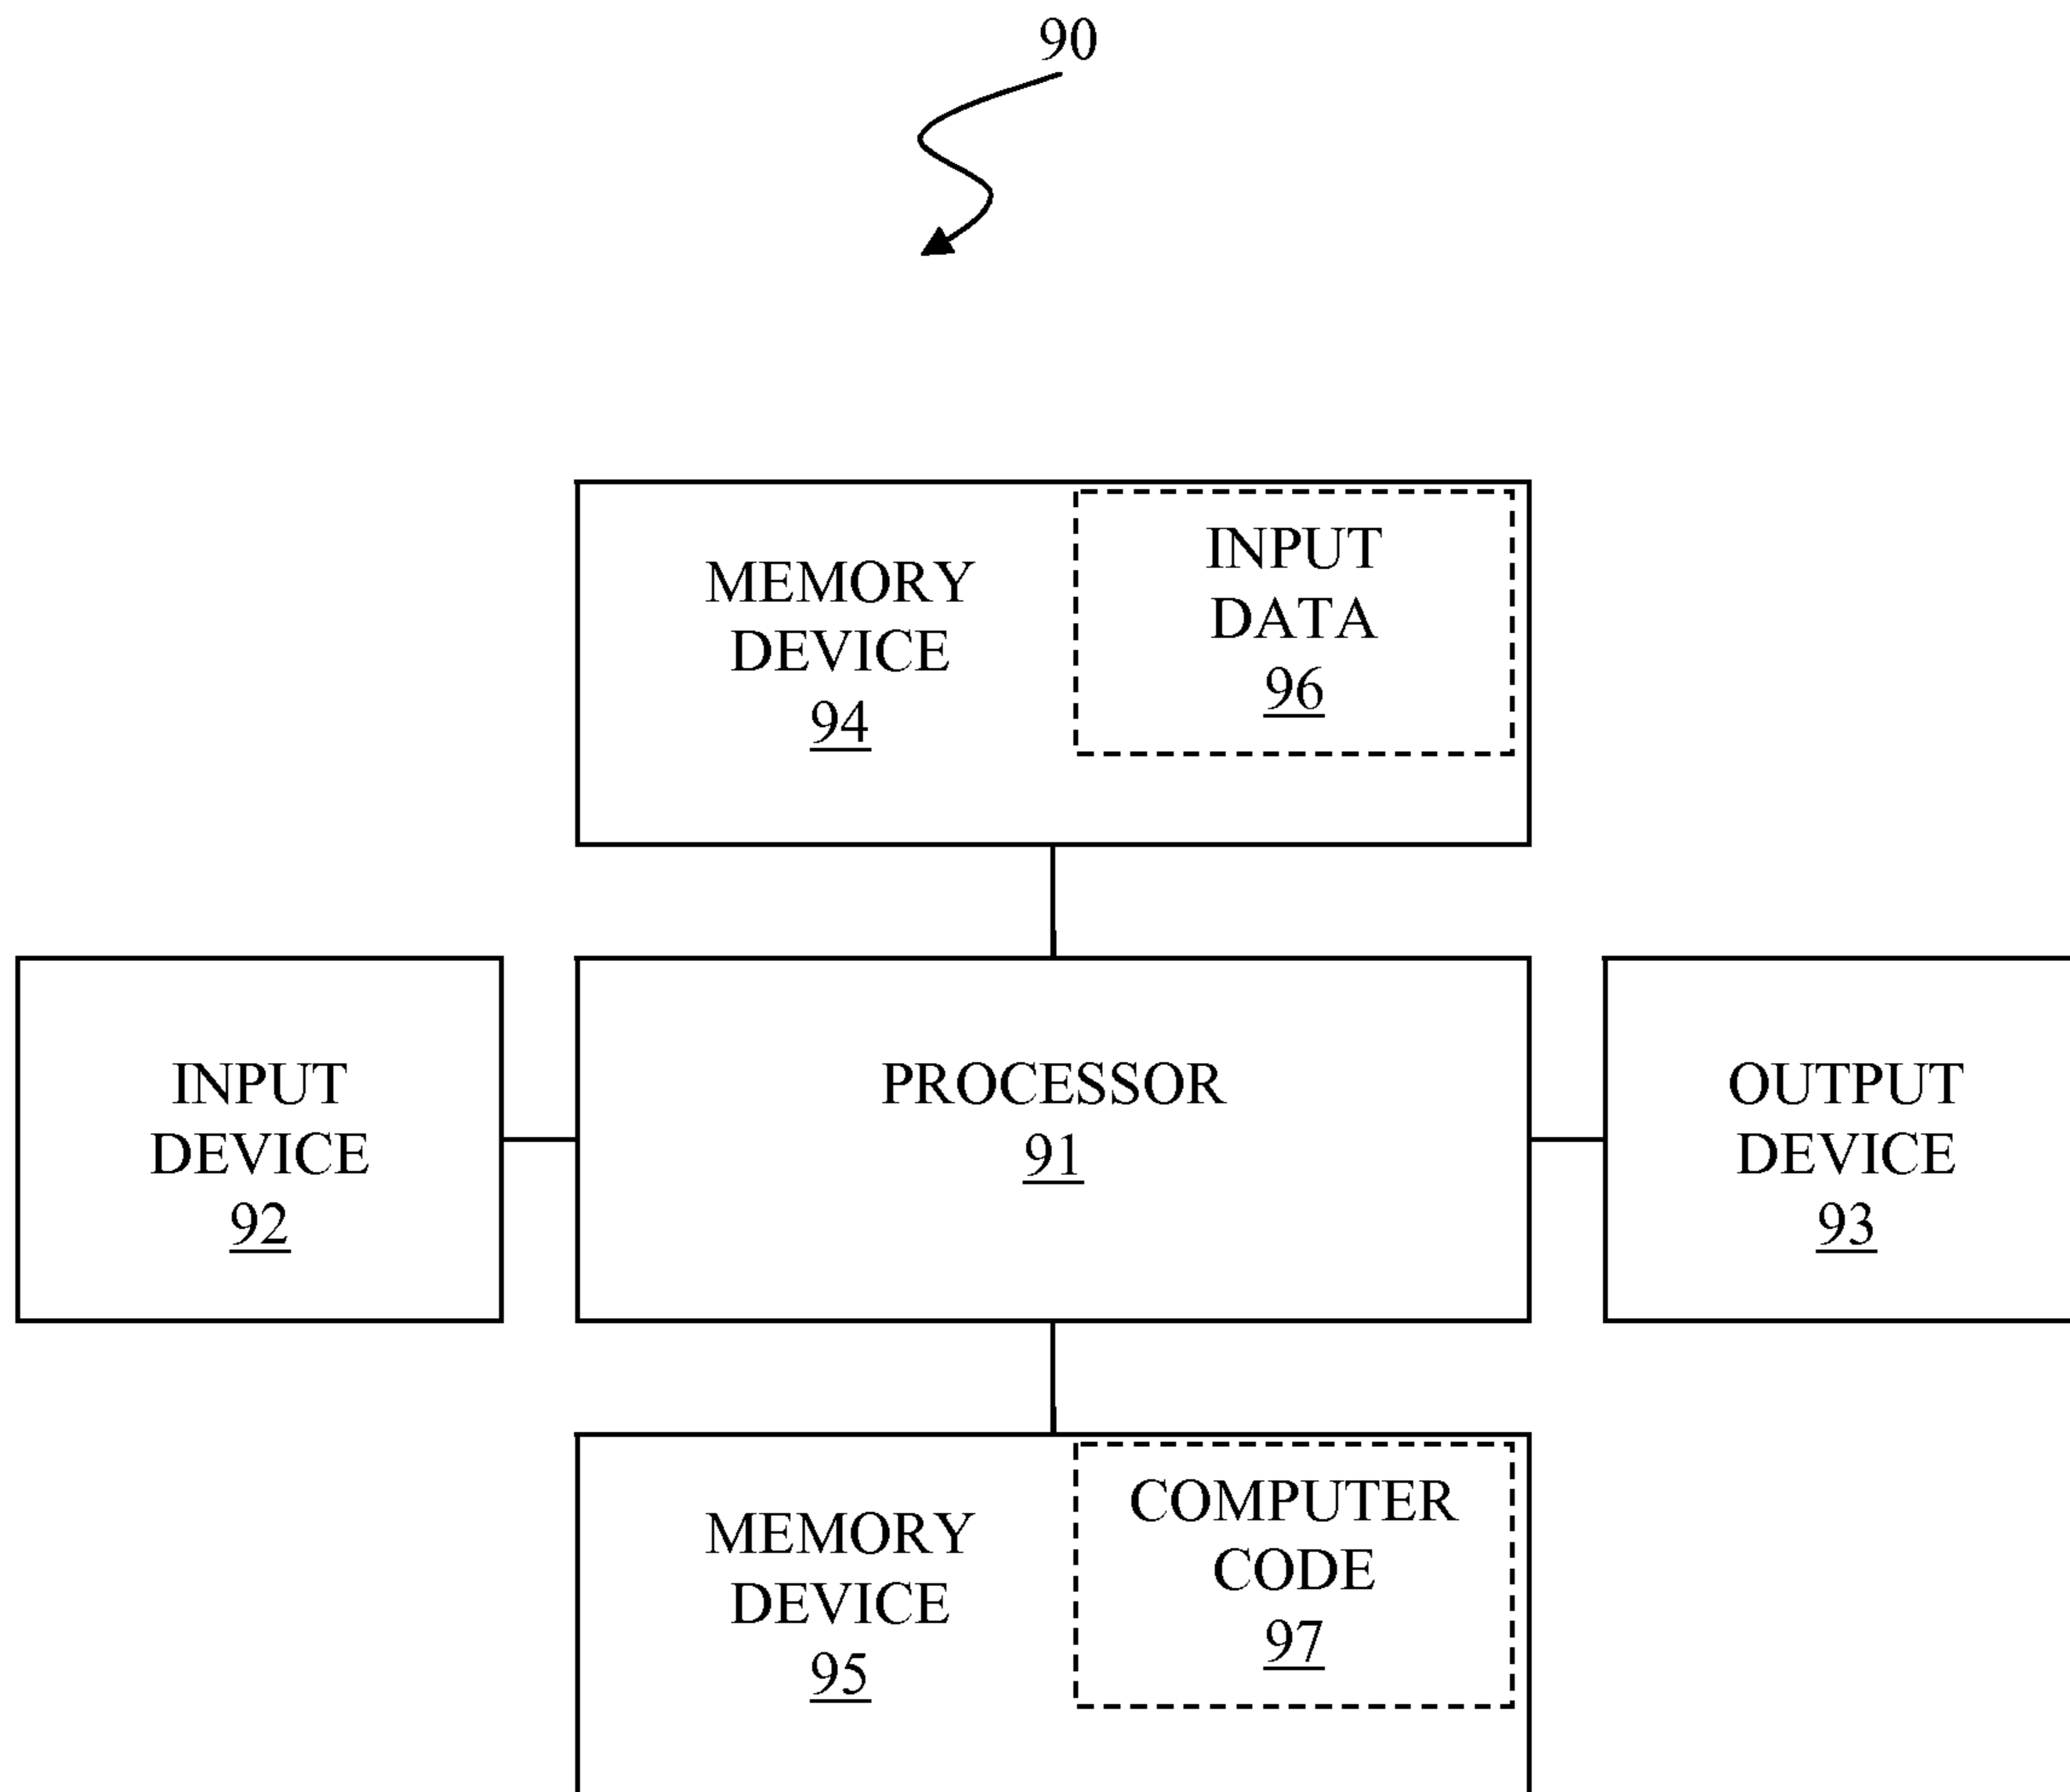 90
MEMORY
DEVICE
94
INPUT
DATA
96
INPUT
DEVICE
92
PROCESSOR
91
OUTPUT
DEVICE
93
MEMORY
DEVICE
95
COMPUTER
CODE
97